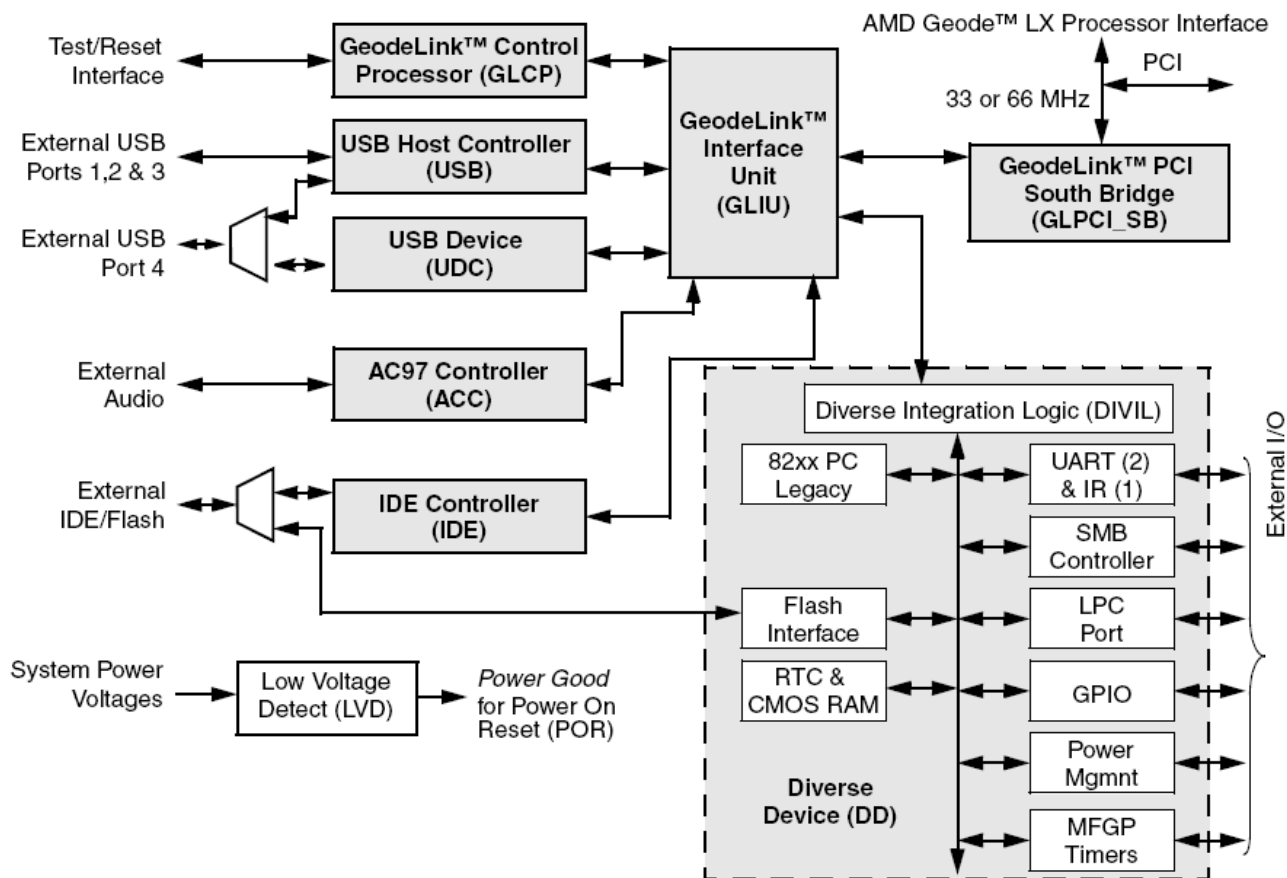 AMD Geode™ LX Processor Interface
Test/Reset
Interface
GeodeLink™ Control
Processor (GLCP)
PCI
33 or 66 MHz
External USB
Ports 1,2 & 3
USB Host Controller
(USB)
GeodeLink™
Interface
Unit
(GLIU)
GeodeLink™ PCI
South Bridge
(GLPCI_SB)
External USB
Port 4
USB Device
(UDC)
External
Audio
AC97 Controller
(ACC)
External
IDE/Flash
IDE Controller
(IDE)
System Power
Voltages
Low Voltage
Detect (LVD)
Power Good
for Power On
Reset (POR)
Diverse Integration Logic (DIVIL)
82xx PC
Legacy
UART (2)
& IR (1)
SMB
Controller
Flash
Interface
LPC
Port
RTC &
CMOS RAM
GPIO
Power
Mgmnt
Diverse
Device (DD)
MFGP
Timers
External I/O